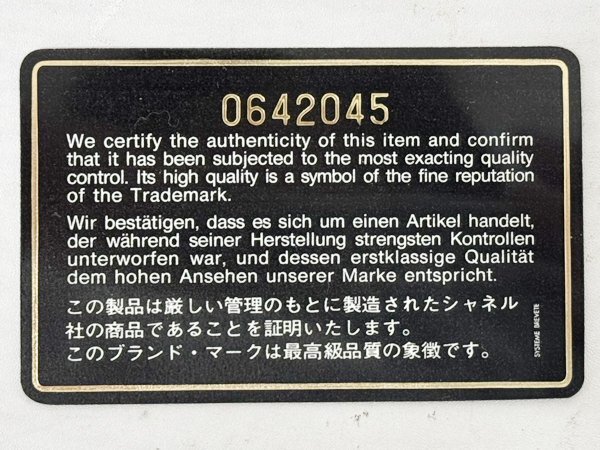 0642045
We certify the authenticity of this item and confirm
that it has been subjected to the most exacting quality
control. Its high quality is a symbol of the fine reputation
of the Trademark.
Wir bestätigen, dass es sich um einen Artikel handelt,
der während seiner Herstellung strengsten Kontrollen
unterworfen war, und dessen erstklassige Qualität
dem hohen Ansehen unserer Marke entspricht.
この製品は厳しい管理のもとに製造されたシャネル
社の商品であることを証明いたします。
このブランド・マークは最高級品質の象徴です。
SYSTEME BREVETE